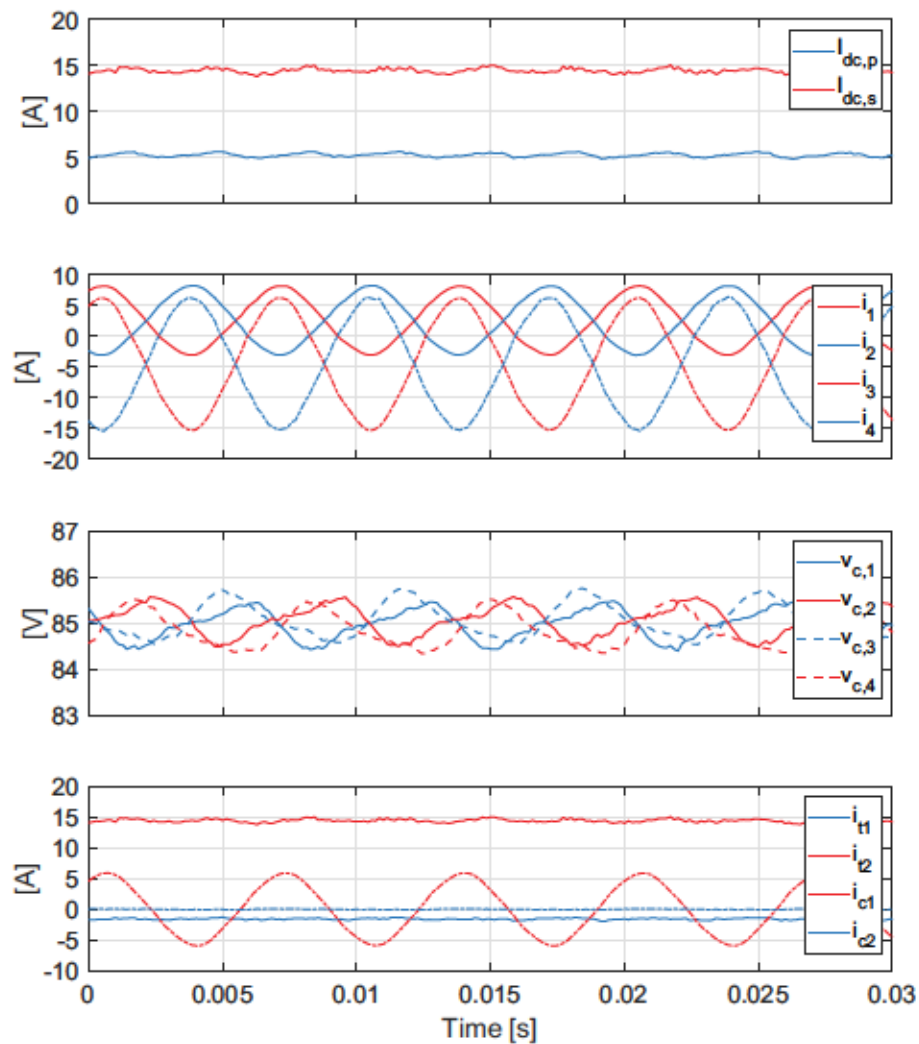 20
15
10
5
0
[A]
I_dc,p
I_dc,s
10
5
0
-5
-10
-15
-20
[A]
i_1
i_2
i_3
i_4
87
86
85
84
83
[V]
v_c,1
v_c,2
v_c,3
v_c,4
20
15
10
5
0
-5
-10
[A]
i_t1
i_t2
i_c1
i_c2
0 0.005 0.01 0.015 0.02 0.025 0.03
Time [s]